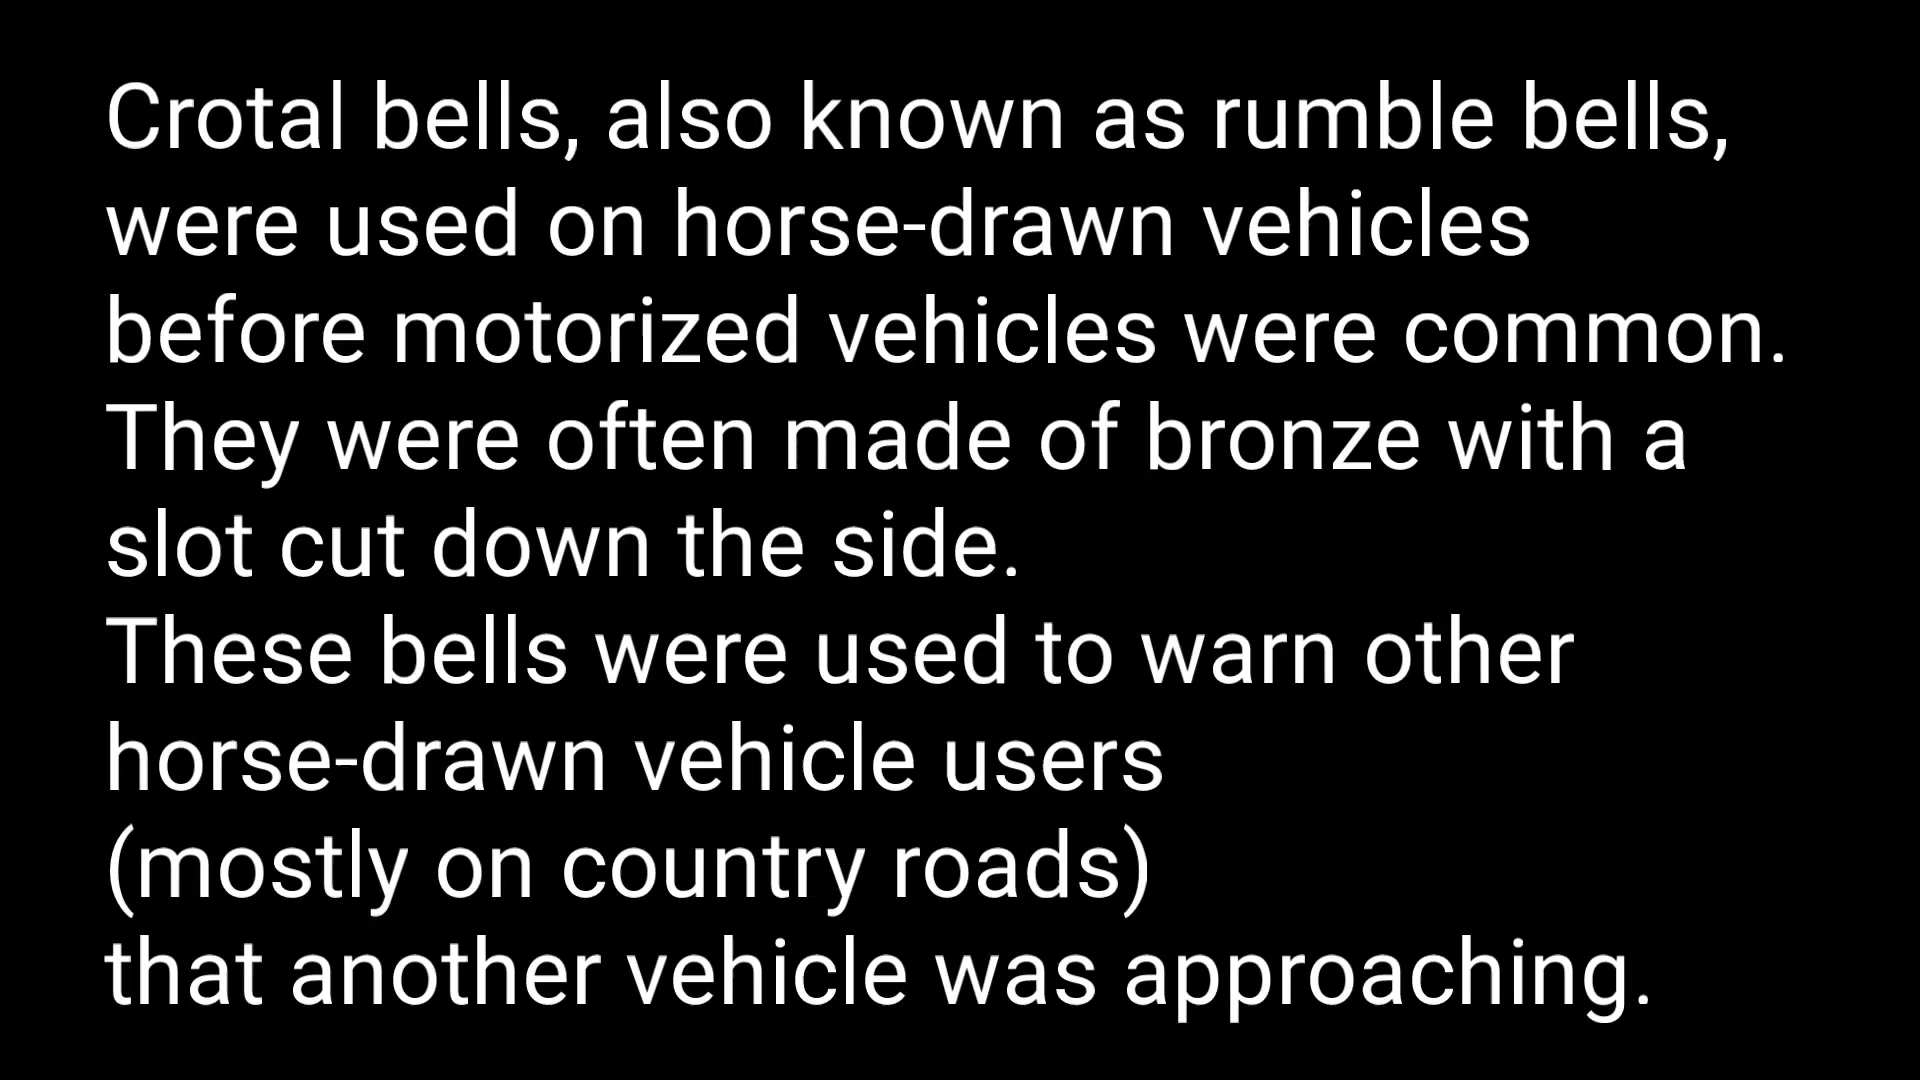 Crotal bells, also known as rumble bells,
were used on horse-drawn vehicles
before motorized vehicles were common.
They were often made of bronze with a
slot cut down the side.
These bells were used to warn other
horse-drawn vehicle users
(mostly on country roads)
that another vehicle was approaching.